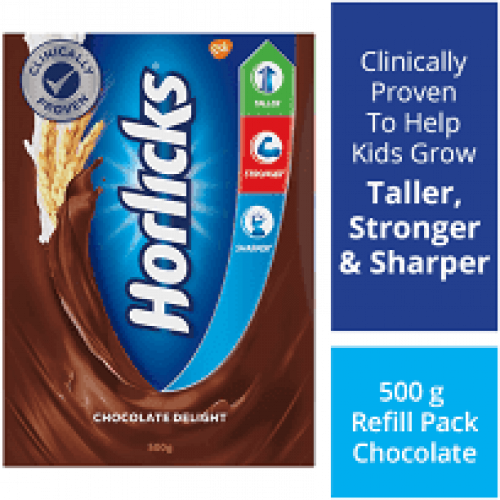 CLINICALLY
PROVEN
gsk
Horlicks
TALLER
STRONGER
SHARPER
CHOCOLATE DELIGHT
500g
Clinically
Proven
To Help
Kids Grow
Taller,
Stronger
& Sharper
500 g
Refill Pack
Chocolate